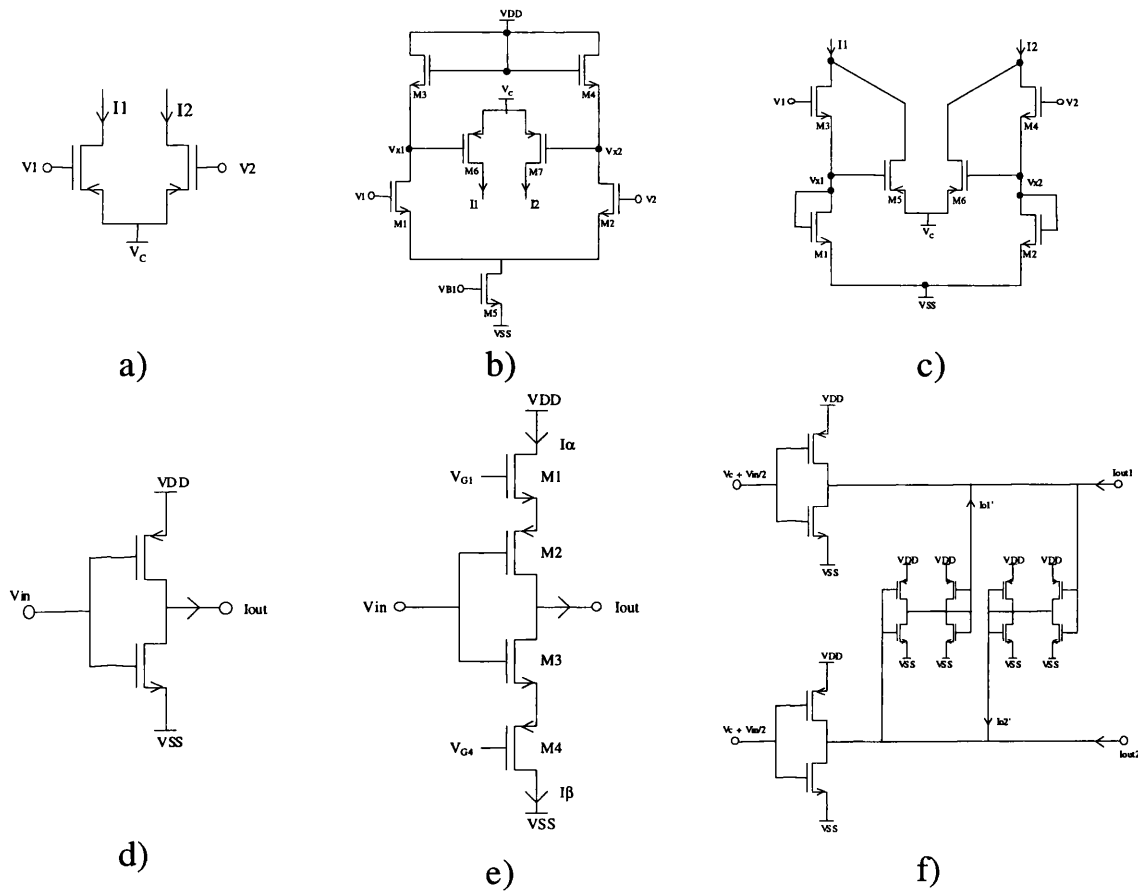 I1 I2
V1 V2
VC
a)
VDD
M3 M4
VC
Vx1 Vx2
M6 M7
V1 I1 I2 V2
M1 M2
VB1
M5
VSS
b)
I1 I2
V1 V2
M3 M4
Vx1 Vx2
M5 M6
VC
M1 M2
VSS
c)
VDD
Vin Iout
VSS
d)
VDD
Iα
VG1 M1
M2
Vin Iout
M3
VG4 M4
Iβ
VSS
e)
VDD
Vc + Vin/2 Iout1
Io1'
VSS
VDD VDD VDD VDD
VSS VSS VSS VSS
VDD
Io2'
Vc + Vin/2 Iout2
VSS
f)